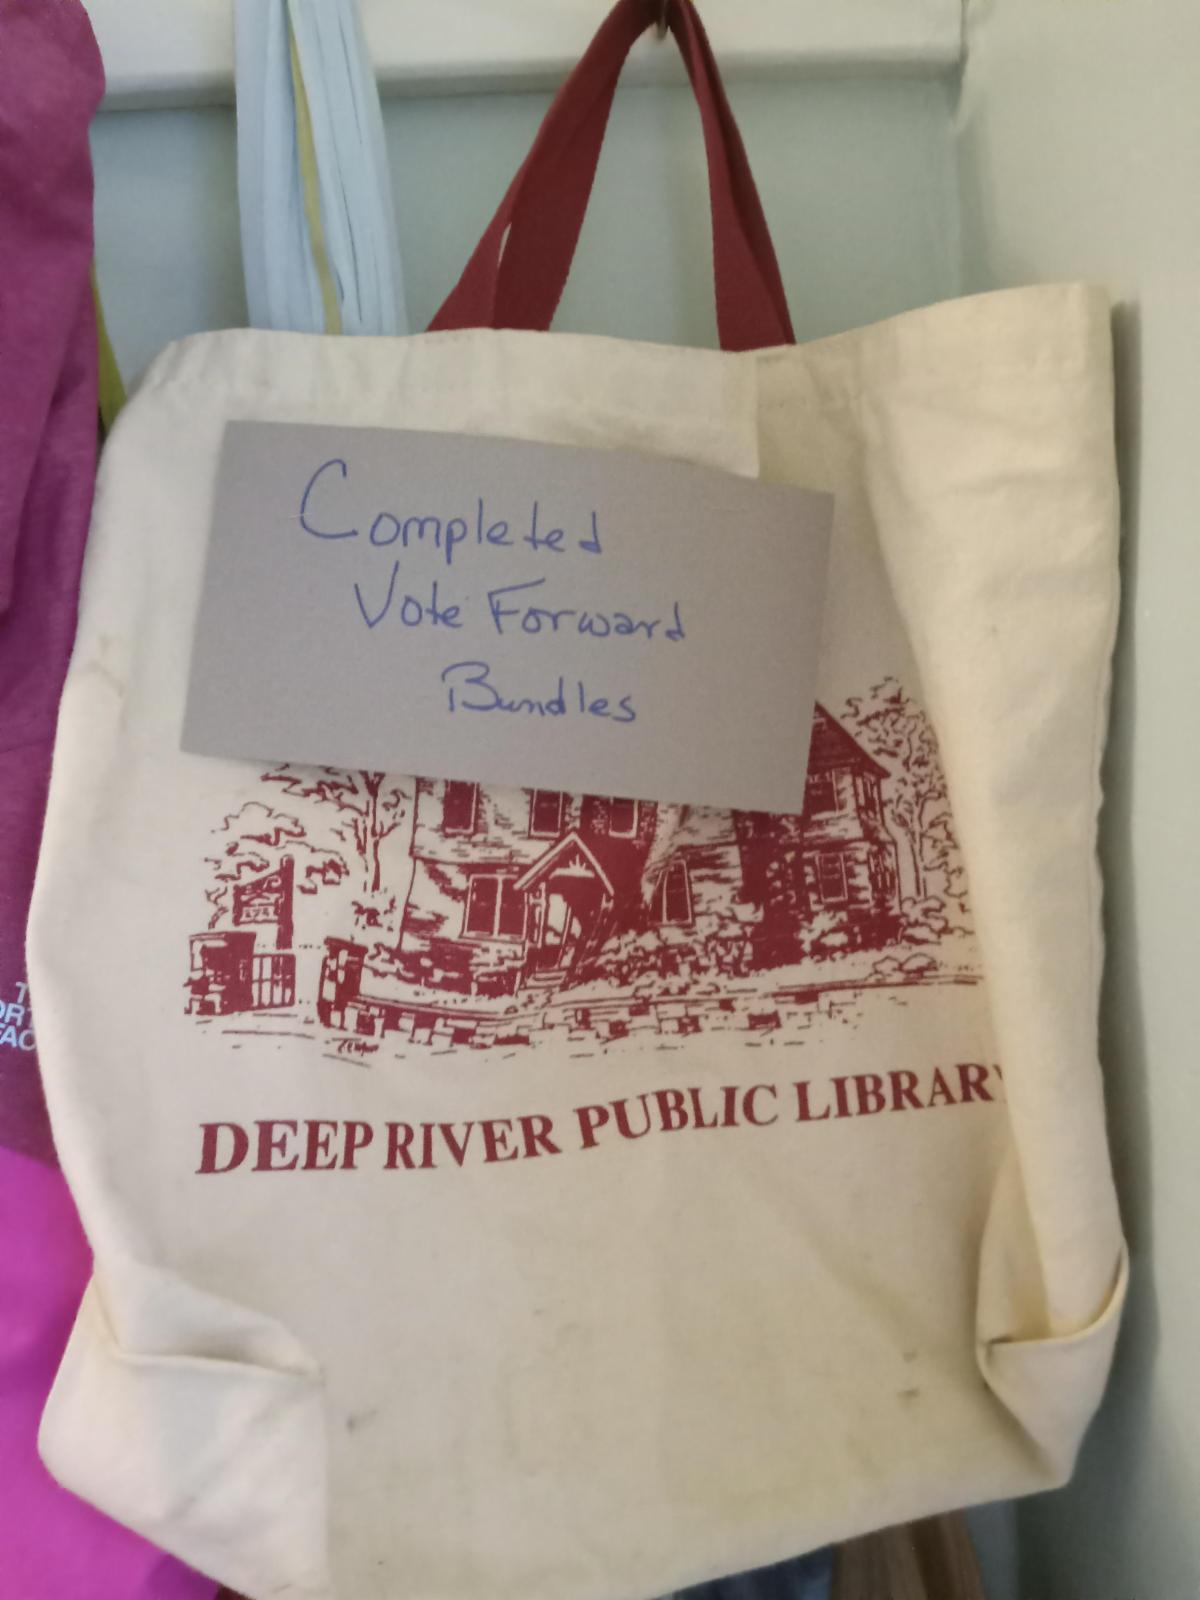 Completed
Vote Forward
Bundles
DEEP RIVER PUBLIC LIBRARY